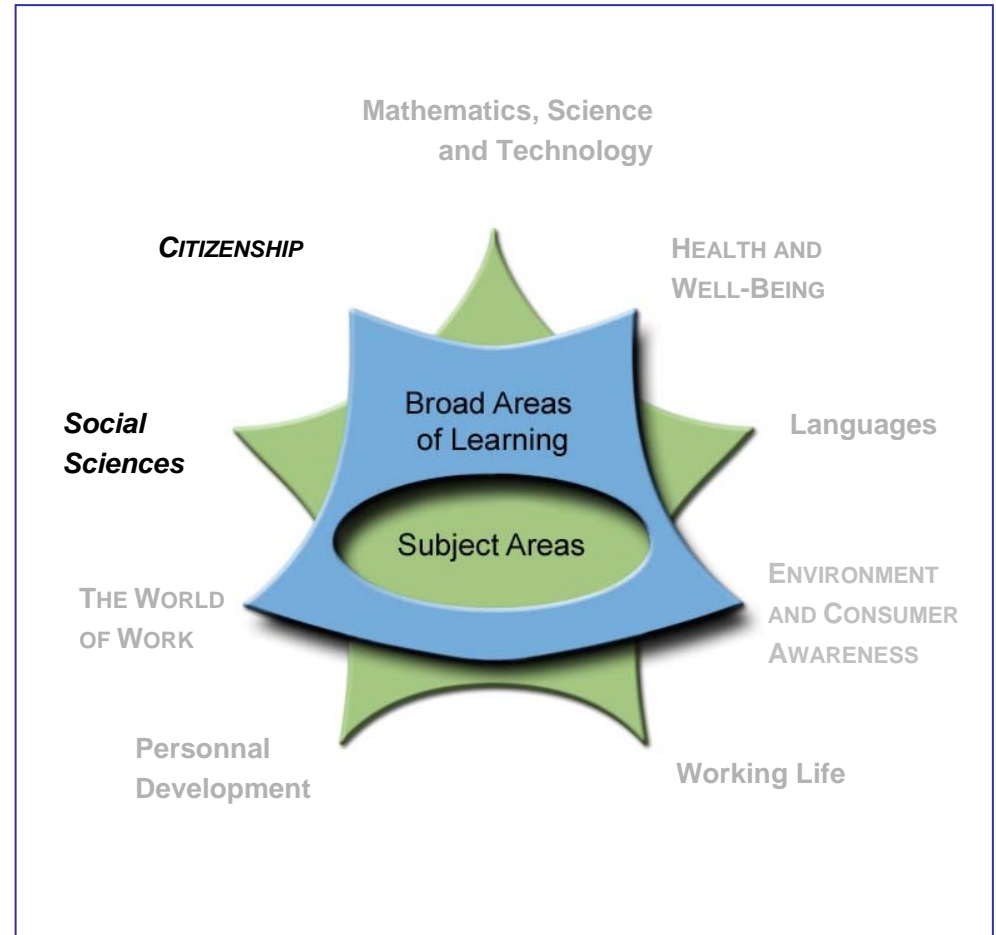 Mathematics, Science
and Technology
CITIZENSHIP
HEALTH AND
WELL-BEING
Broad Areas
of Learning
Social
Sciences
Languages
Subject Areas
THE WORLD
OF WORK
ENVIRONMENT
AND CONSUMER
AWARENESS
Personnal
Development
Working Life